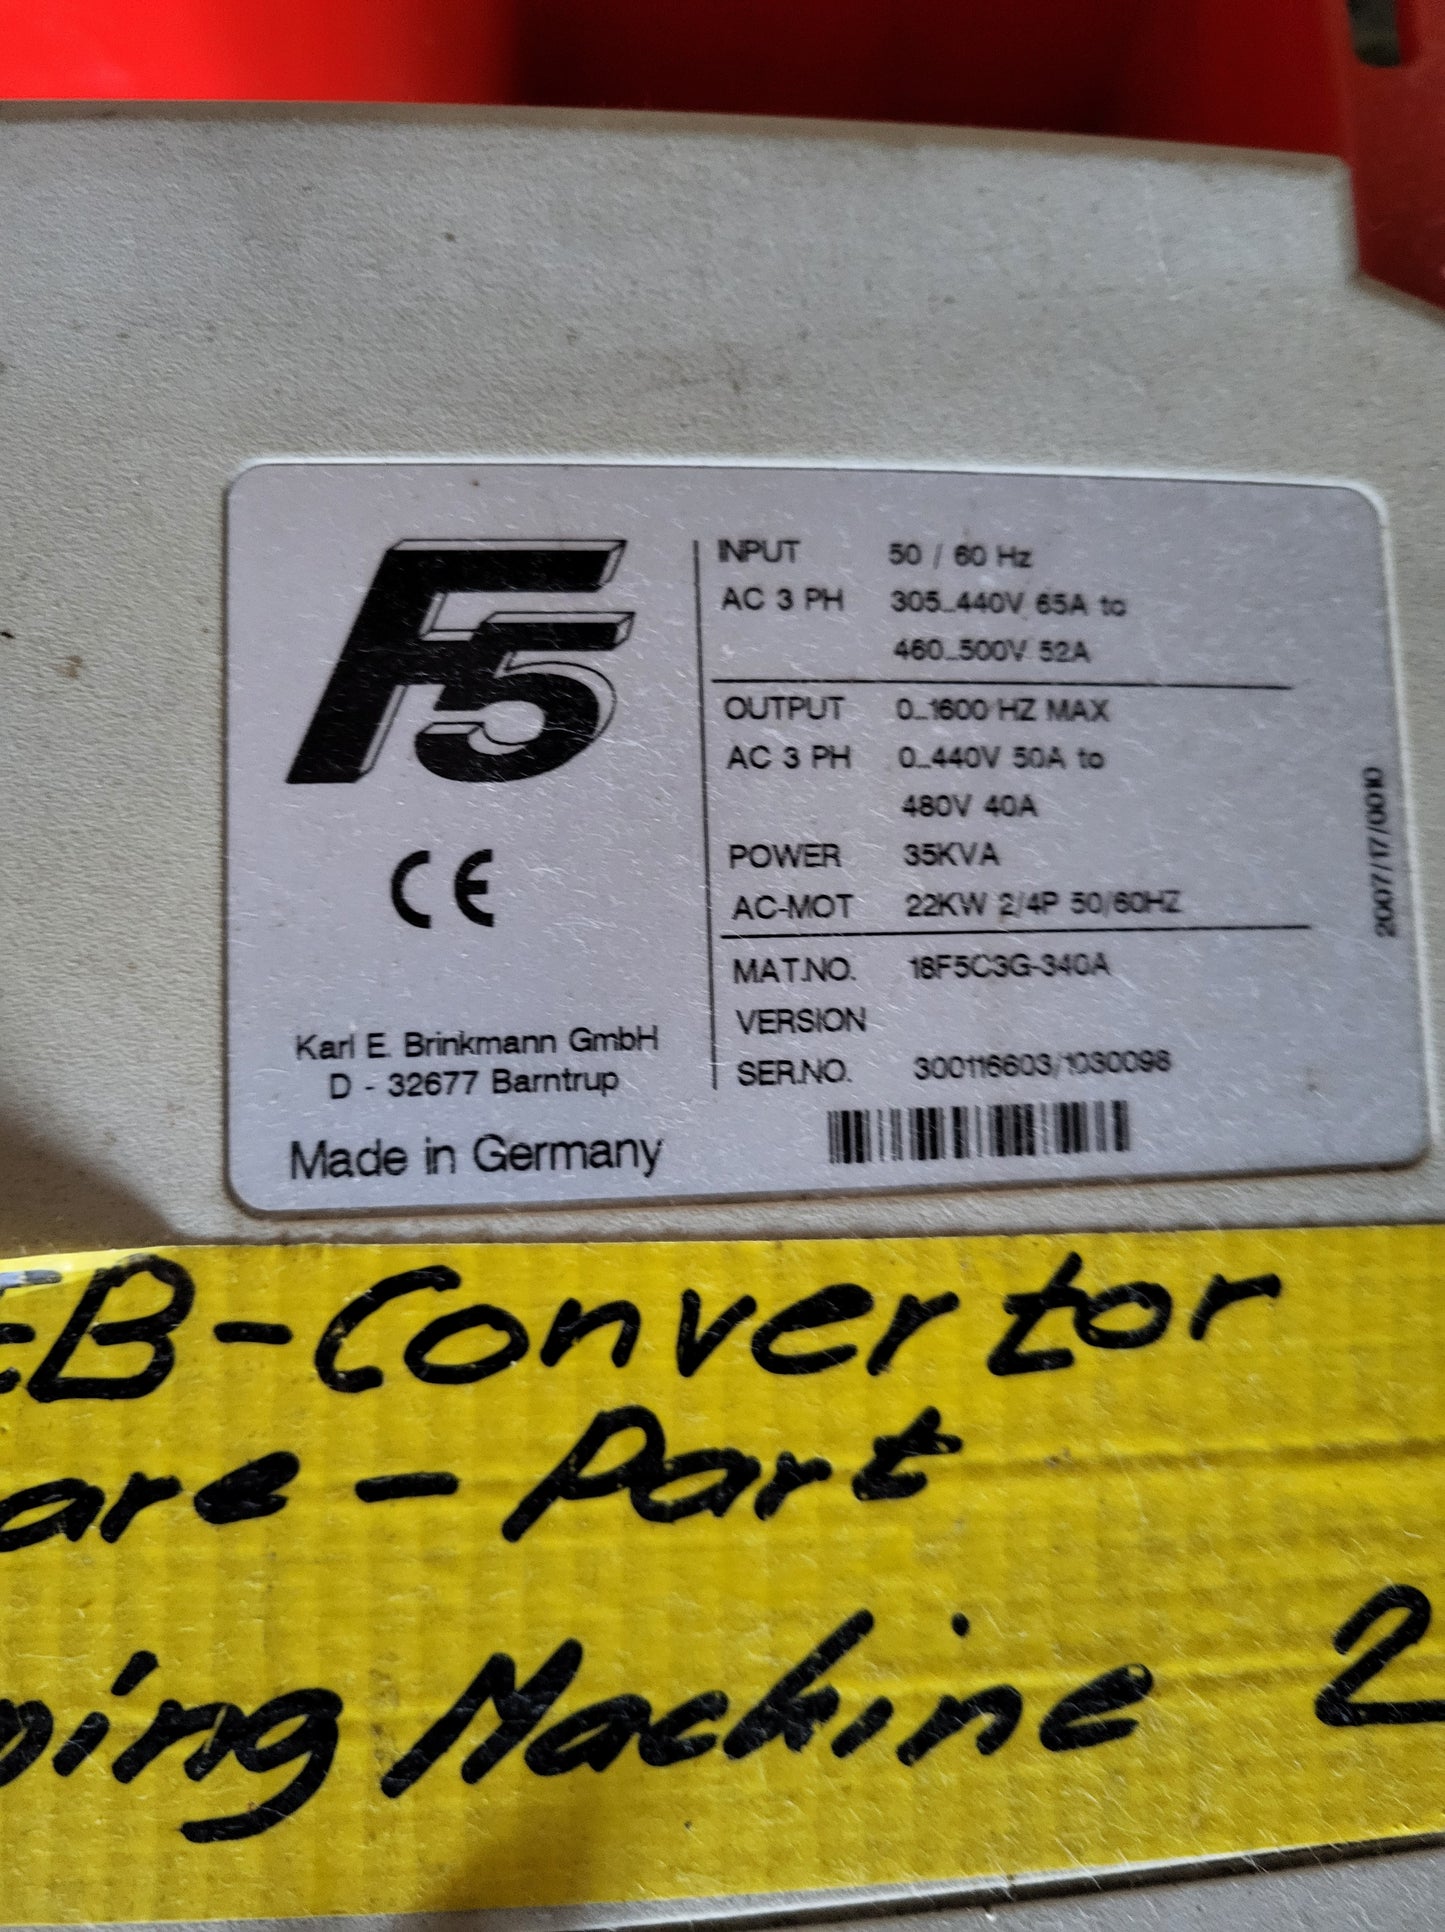 F5
CE
Karl E. Brinkmann GmbH
D - 32677 Barntrup
Made in Germany
INPUT 50 / 60 Hz
AC 3 PH 305...440V 65A to
460...500V 52A
OUTPUT 0...1600 HZ MAX
AC 3 PH 0...440V 50A to
480V 40A
POWER 35KVA
AC-MOT 22KW 2/4P 50/60HZ
MAT.NO. 18F5C3G-340A
VERSION
SER.NO. 300116603/1030098
2007/17/0010
EB-Convertor
are-Part
ping Machine 2